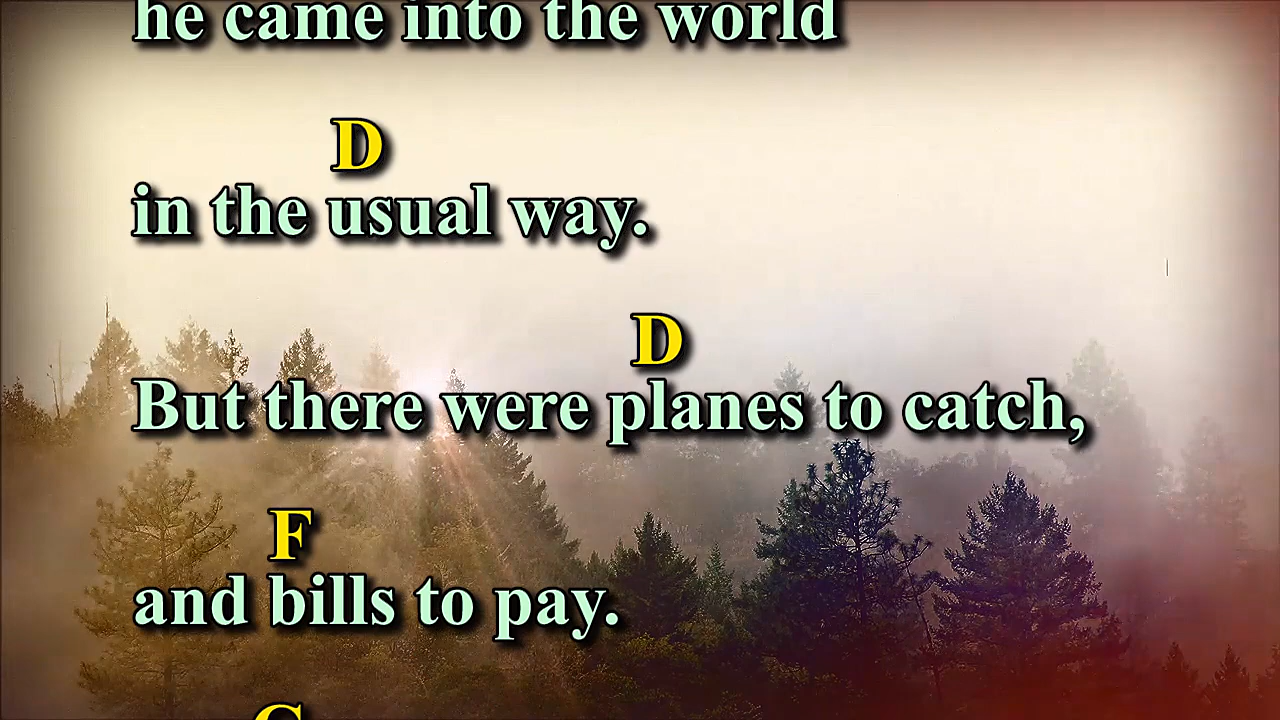 he came into the world
D
in the usual way.
D
But there were planes to catch,
F
and bills to pay.